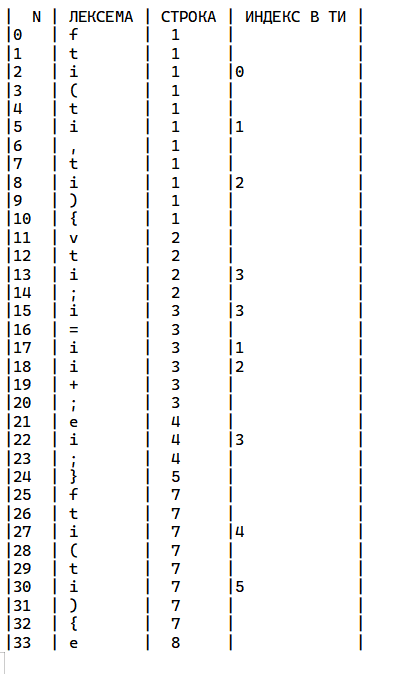 | N | ЛЕКСЕМА | СТРОКА | ИНДЕКС В ТИ |
|0 | f | 1 | |
|1 | t | 1 | |
|2 | i | 1 |0 |
|3 | ( | 1 | |
|4 | t | 1 | |
|5 | i | 1 |1 |
|6 | , | 1 | |
|7 | t | 1 | |
|8 | i | 1 |2 |
|9 | ) | 1 | |
|10 | { | 1 | |
|11 | v | 2 | |
|12 | t | 2 | |
|13 | i | 2 |3 |
|14 | ; | 2 | |
|15 | i | 3 |3 |
|16 | = | 3 | |
|17 | i | 3 |1 |
|18 | i | 3 |2 |
|19 | + | 3 | |
|20 | ; | 3 | |
|21 | e | 4 | |
|22 | i | 4 |3 |
|23 | ; | 4 | |
|24 | } | 5 | |
|25 | f | 7 | |
|26 | t | 7 | |
|27 | i | 7 |4 |
|28 | ( | 7 | |
|29 | t | 7 | |
|30 | i | 7 |5 |
|31 | ) | 7 | |
|32 | { | 7 | |
|33 | e | 8 | |